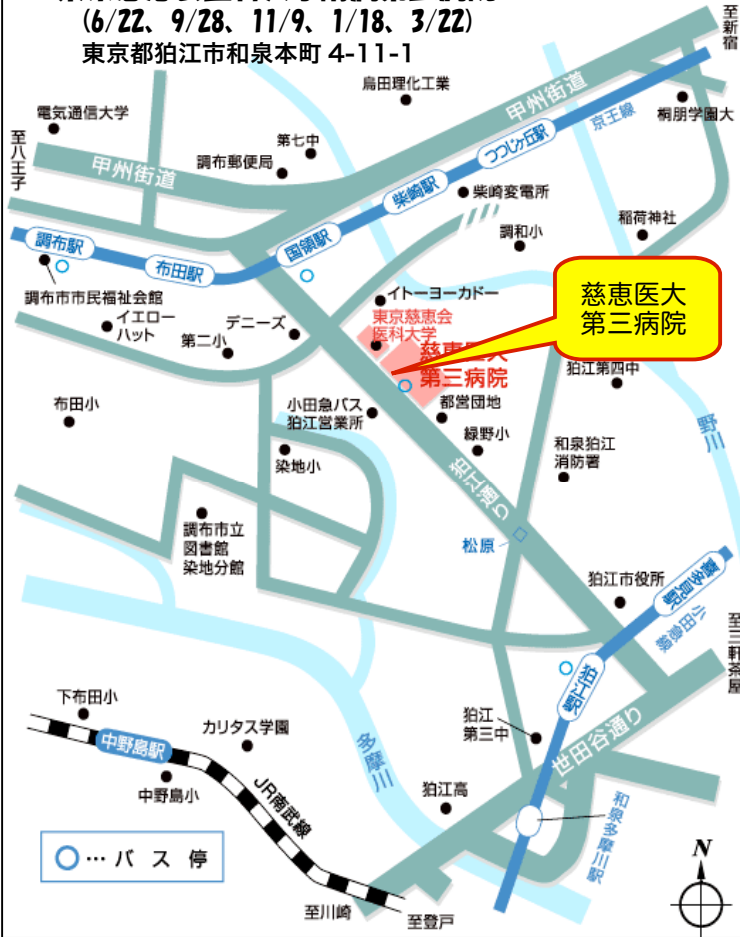 (6/22、9/28、11/9、1/18、3/22)
東京都狛江市和泉本町 4-11-1
至新宿
烏田理化工業
電気通信大学
甲州街道
京王線
桐朋学園大
至八王子
第七中
調布郵便局
甲州街道
つつじヶ丘駅
柴崎駅
柴崎変電所
国領駅
調和小
稲荷神社
調布駅
布田駅
調布市市民福祉会館
イトーヨーカドー
慈恵医大
第三病院
イエロー
ハット
デニーズ
第二小
東京慈恵会
医科大学
慈恵医大
第三病院
狛江第四中
布田小
小田急バス
狛江営業所
都営団地
緑野小
野川
染地小
和泉狛江
消防署
狛江通り
調布市立
図書館
染地分館
松原
狛江市役所
喜多見駅
小田急線
至三軒茶屋
狛江駅
下布田小
カリタス学園
狛江
第三中
世田谷通り
中野島駅
多摩川
中野島小
JR南武線
狛江高
和泉多摩川駅
○…バ ス 停
N
至川崎
至登戸